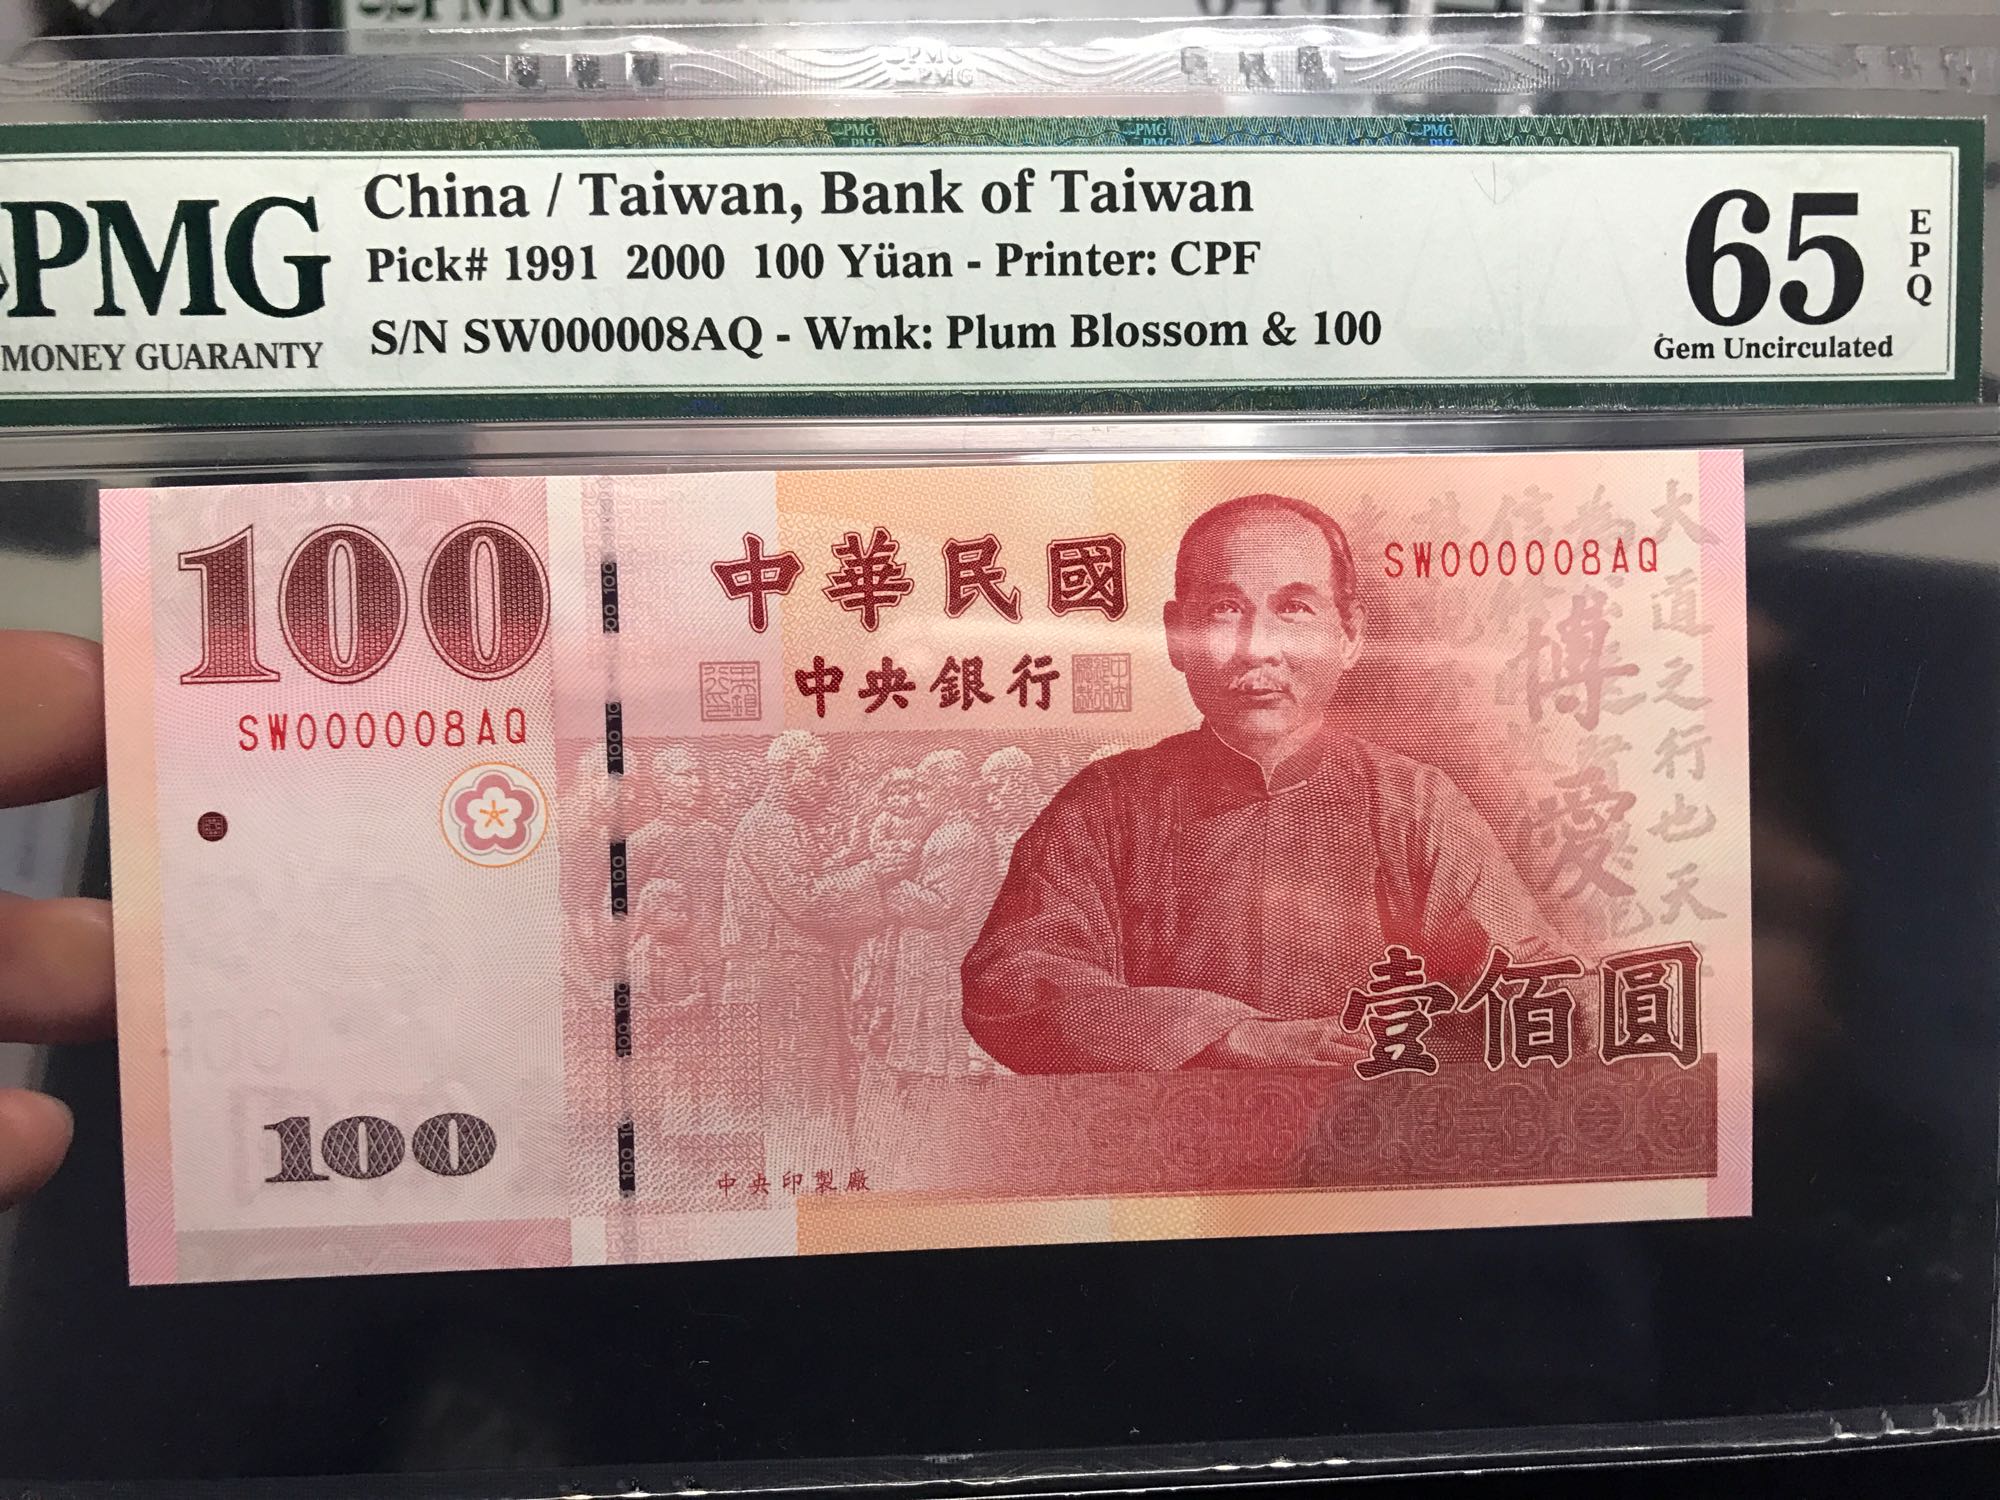 PMG
MONEY GUARANTY
China / Taiwan, Bank of Taiwan
Pick# 1991 2000 100 Yüan - Printer: CPF
S/N SW000008AQ - Wmk: Plum Blossom & 100
65
EPQ
Gem Uncirculated
100
SW000008AQ
中華民國
中央銀行
SW000008AQ
博愛
大道之行也天
壹佰圓
100
中央印製廠